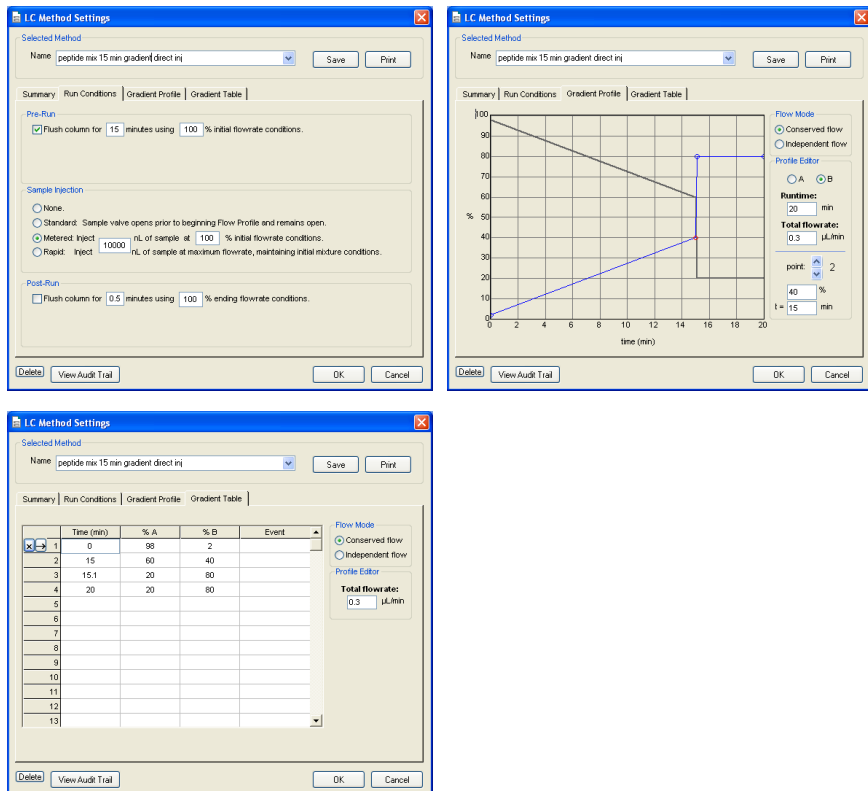 LC Method Settings
Selected Method
Name peptide mix 15 min gradient direct inj Save Print
Summary Run Conditions Gradient Profile Gradient Table
Pre-Run
Flush column for 15 minutes using 100 % initial flowrate conditions.
Sample Injection
None.
Standard: Sample valve opens prior to beginning Flow Profile and remains open.
Metered: Inject 10000 nL of sample at 100 % initial flowrate conditions.
Rapid: Inject nL of sample at maximum flowrate, maintaining initial mixture conditions.
Post-Run
Flush column for 0.5 minutes using 100 % ending flowrate conditions.
Delete View Audit Trail OK Cancel
LC Method Settings
Selected Method
Name peptide mix 15 min gradient direct inj Save Print
Summary Run Conditions Gradient Profile Gradient Table
100
90
80
70
60
50
40
30
20
10
0
%
0 2 4 6 8 10 12 14 16 18 20
time (min)
Flow Mode
Conserved flow
Independent flow
Profile Editor
A B
Runtime:
20 min
Total flowrate:
0.3 µL/min
point: 2
40 %
t = 15 min
Delete View Audit Trail OK Cancel
LC Method Settings
Selected Method
Name peptide mix 15 min gradient direct inj Save Print
Summary Run Conditions Gradient Profile Gradient Table
Time (min) % A % B Event
1 0 98 2
2 15 60 40
3 15.1 20 80
4 20 20 80
5
6
7
8
9
10
11
12
13
Flow Mode
Conserved flow
Independent flow
Profile Editor
Total flowrate:
0.3 µL/min
Delete View Audit Trail OK Cancel